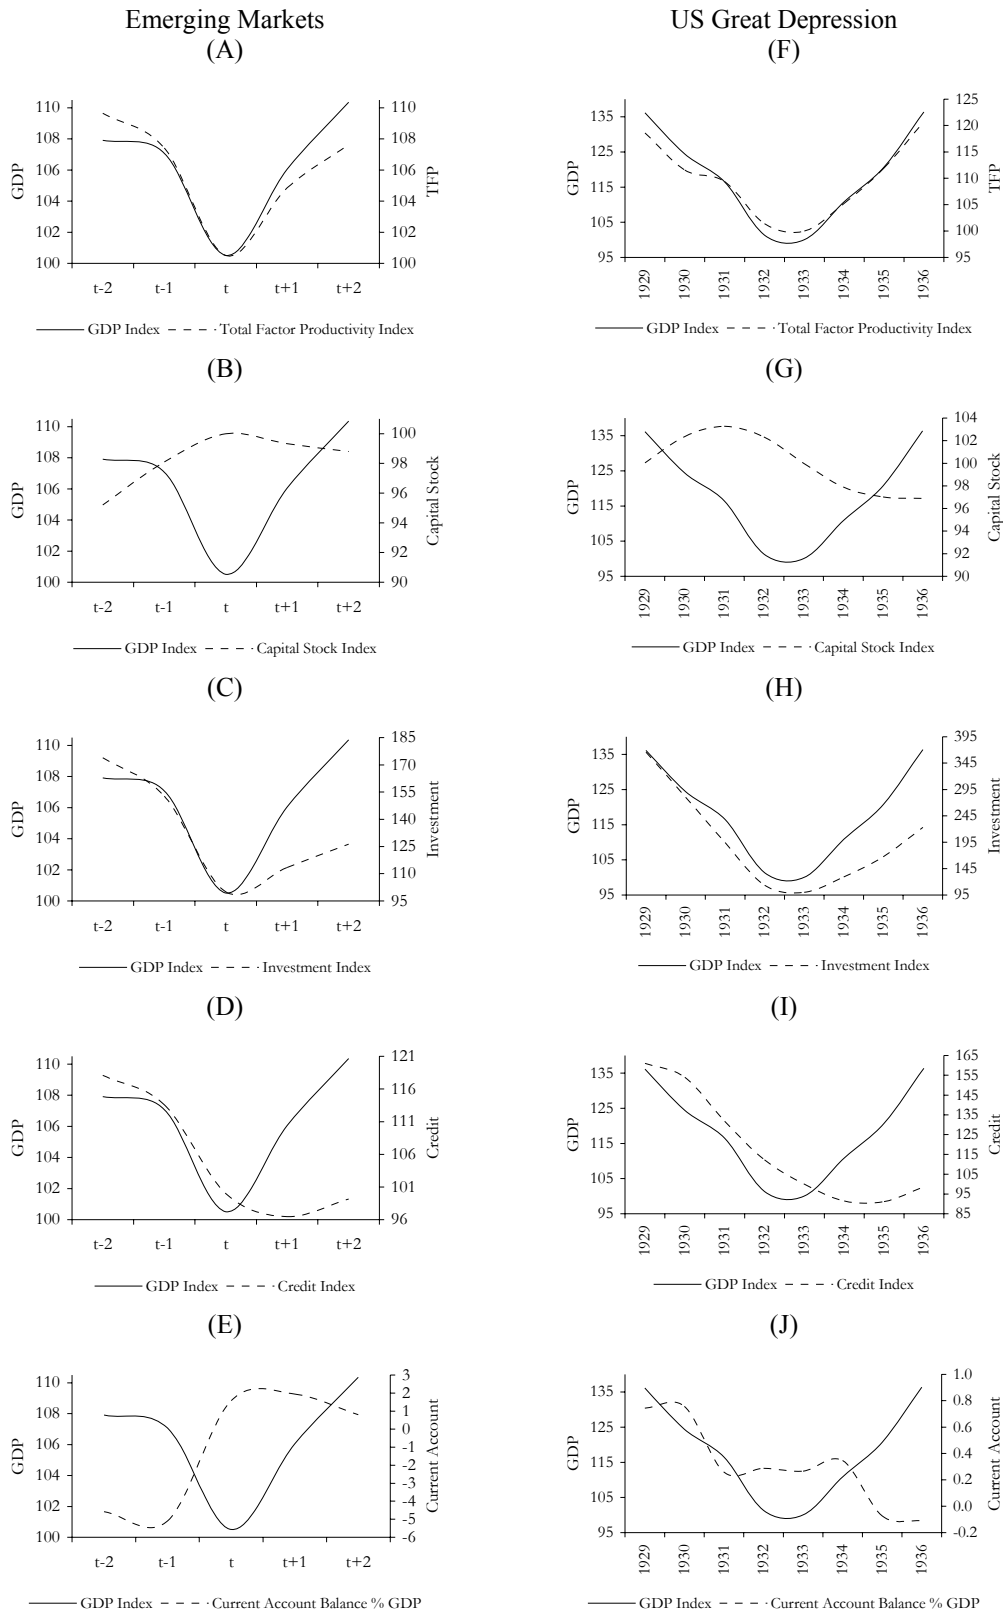 Emerging Markets
US Great Depression
(A)
(F)
110
108
106
104
102
100
GDP
110
108
106
104
102
100
TFP
t-2 t-1 t t+1 t+2
GDP Index Total Factor Productivity Index
135
125
115
105
95
GDP
125
120
115
110
105
100
95
TFP
1929 1930 1931 1932 1933 1934 1935 1936
GDP Index Total Factor Productivity Index
(B)
(G)
110
108
106
104
102
100
GDP
100
98
96
94
92
90
Capital Stock
t-2 t-1 t t+1 t+2
GDP Index Capital Stock Index
135
125
115
105
95
GDP
104
102
100
98
96
94
92
90
Capital Stock
1929 1930 1931 1932 1933 1934 1935 1936
GDP Index Capital Stock Index
(C)
(H)
110
108
106
104
102
100
GDP
185
170
155
140
125
110
95
Investment
t-2 t-1 t t+1 t+2
GDP Index Investment Index
135
125
115
105
95
GDP
395
345
295
245
195
145
95
Investment
1929 1930 1931 1932 1933 1934 1935 1936
GDP Index Investment Index
(D)
(I)
110
108
106
104
102
100
GDP
121
116
111
106
101
96
Credit
t-2 t-1 t t+1 t+2
GDP Index Credit Index
135
125
115
105
95
GDP
165
155
145
135
125
115
105
95
85
Credit
1929 1930 1931 1932 1933 1934 1935 1936
GDP Index Credit Index
(E)
(J)
110
108
106
104
102
100
GDP
3
2
1
0
-1
-2
-3
-4
-5
-6
Current Account
t-2 t-1 t t+1 t+2
GDP Index Current Account Balance % GDP
135
125
115
105
95
GDP
1.0
0.8
0.6
0.4
0.2
0.0
-0.2
Current Account
1929 1930 1931 1932 1933 1934 1935 1936
GDP Index Current Account Balance % GDP